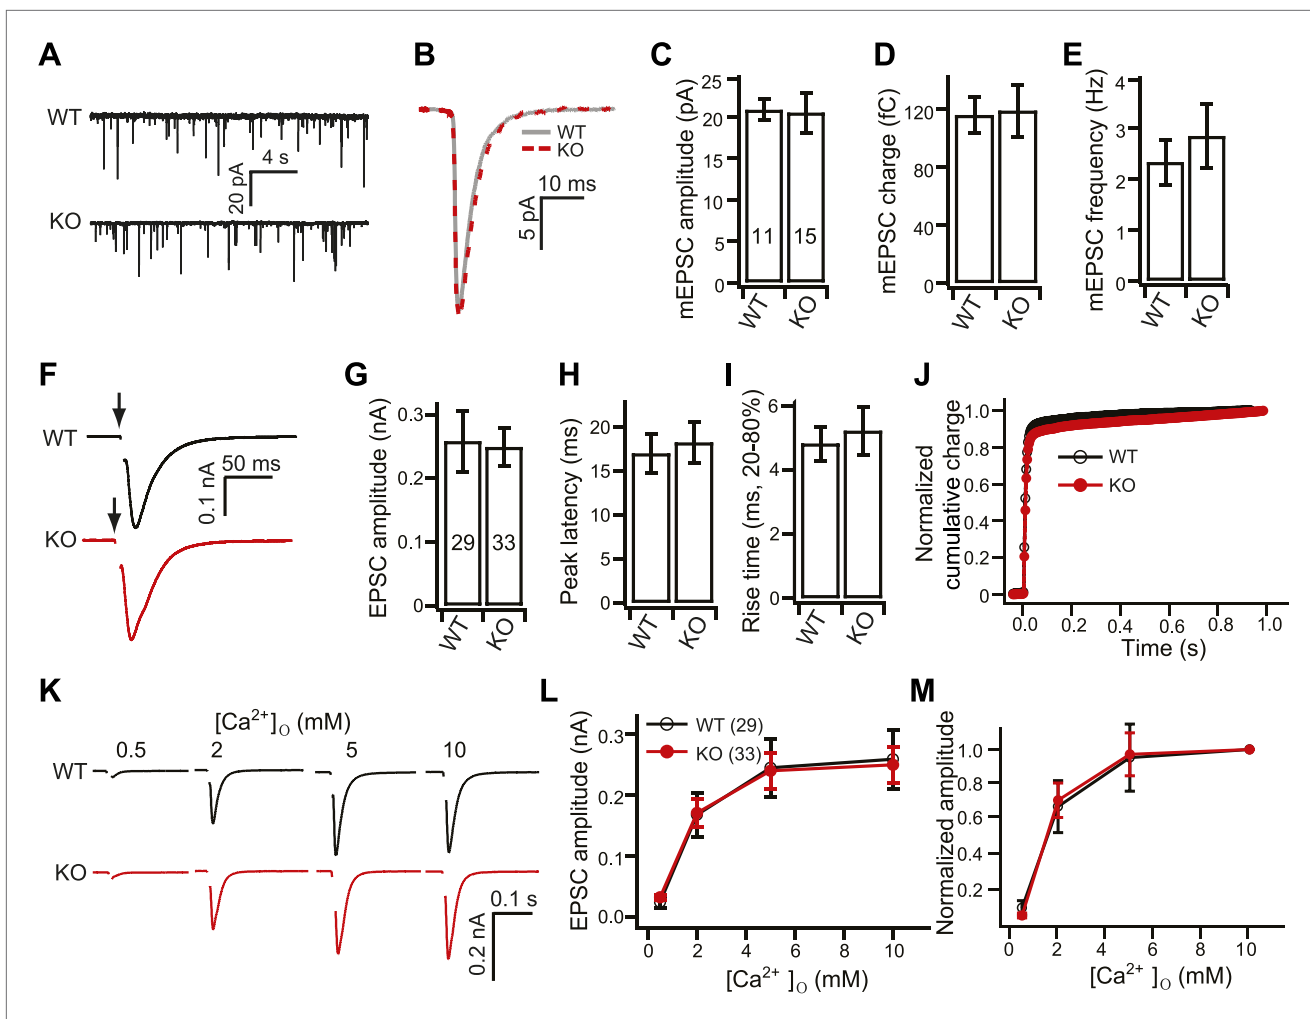 A
WT
4 s
20 pA
KO
B
WT
KO
10 ms
5 pA
C
mEPSC amplitude (pA)
25
20
15
10
5
0
11
15
WT
KO
D
mEPSC charge (fC)
120
80
40
0
WT
KO
E
mEPSC frequency (Hz)
4
3
2
1
0
WT
KO
F
WT
50 ms
0.1 nA
KO
G
EPSC amplitude (nA)
0.3
0.2
0.1
0
29
33
WT
KO
H
Peak latency (ms)
20
15
10
5
0
WT
KO
I
Rise time (ms, 20-80%)
6
4
2
0
WT
KO
J
Normalized
cumulative charge
1.0
0.8
0.6
0.4
0.2
0
WT
KO
0.0 0.2 0.4 0.6 0.8 1.0
Time (s)
K
[Ca2+]O (mM)
0.5 2 5 10
WT
KO
0.1 s
0.2 nA
L
EPSC amplitude (nA)
0.3
0.2
0.1
0.0
WT (29)
KO (33)
0 2 4 6 8 10
[Ca2+ ]O (mM)
M
Normalized amplitude
1.0
0.8
0.6
0.4
0.2
0 2 4 6 8 10
[Ca2+ ]O (mM)